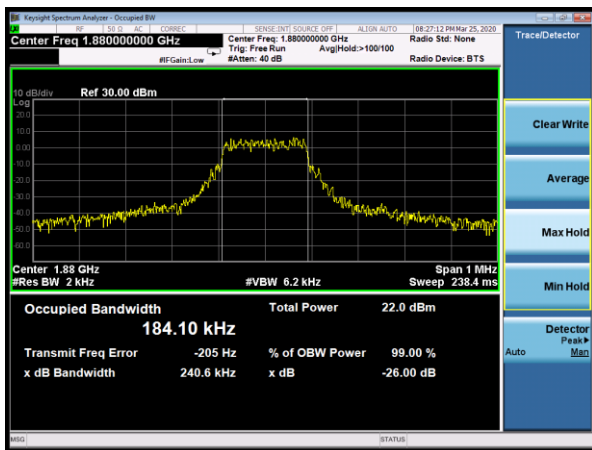 Keysight Spectrum Analyzer - Occupied BW
RF 50 Ω AC CORREC SENSE:INT SOURCE OFF ALIGN AUTO 08:27:12 PM Mar 25, 2020
Center Freq 1.880000000 GHz
Center Freq: 1.880000000 GHz
Radio Std: None
Trig: Free Run Avg|Hold:>100/100
#IFGain:Low #Atten: 40 dB Radio Device: BTS
Trace/Detector
10 dB/div Ref 30.00 dBm
Log
20.0
10.0
0.00
-10.0
-20.0
-30.0
-40.0
-50.0
-60.0
Clear Write
Average
Max Hold
Min Hold
Detector
Peak▶
Auto Man
Center 1.88 GHz Span 1 MHz
#Res BW 2 kHz #VBW 6.2 kHz Sweep 238.4 ms
Occupied Bandwidth Total Power 22.0 dBm
184.10 kHz
Transmit Freq Error -205 Hz % of OBW Power 99.00 %
x dB Bandwidth 240.6 kHz x dB -26.00 dB
MSG STATUS